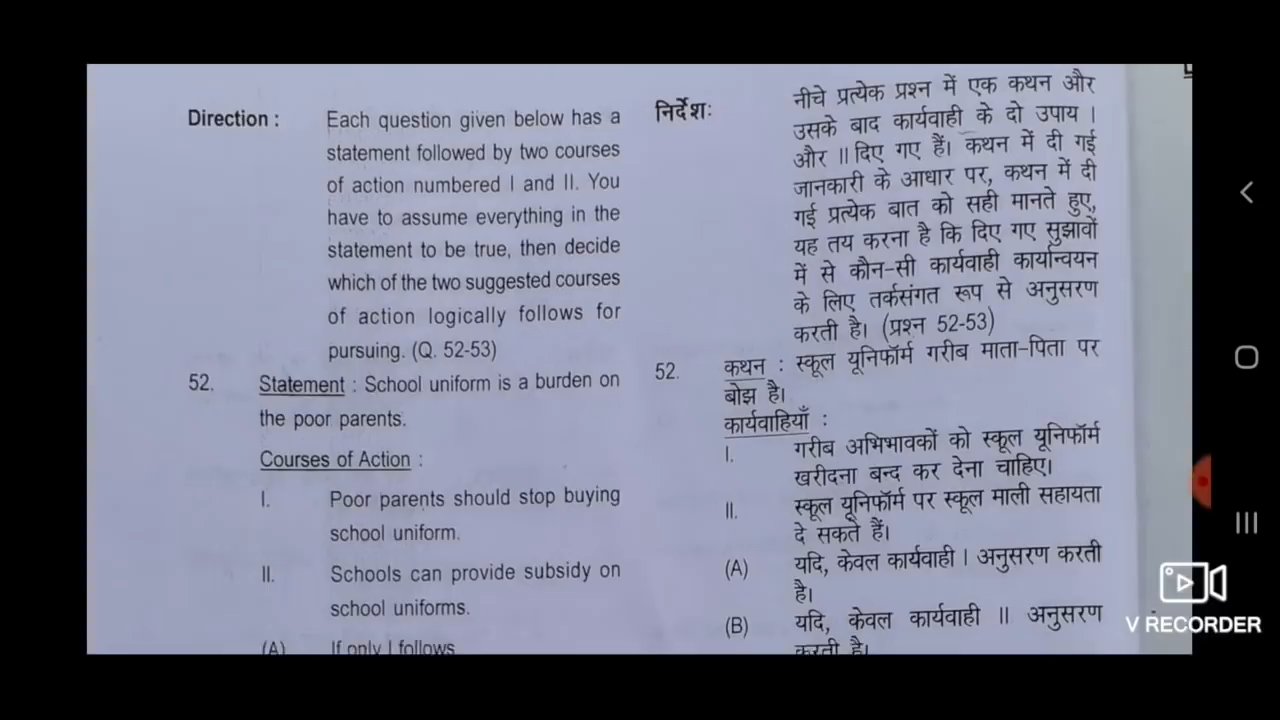 Direction :
Each question given below has a
statement followed by two courses
of action numbered I and II. You
have to assume everything in the
statement to be true, then decide
which of the two suggested courses
of action logically follows for
pursuing. (Q. 52-53)
52.
Statement : School uniform is a burden on
the poor parents.
Courses of Action :
I. Poor parents should stop buying
school uniform.
II. Schools can provide subsidy on
school uniforms.
(A) If only I follows
निर्देशः
नीचे प्रत्येक प्रश्न में एक कथन और
उसके बाद कार्यवाही के दो उपाय ।
और ॥ दिए गए हैं। कथन में दी गई
जानकारी के आधार पर, कथन में दी
गई प्रत्येक बात को सही मानते हुए,
यह तय करना है कि दिए गए सुझावों
में से कौन-सी कार्यवाही कार्यान्वयन
के लिए तर्कसंगत रूप से अनुसरण
करती है। (प्रश्न 52-53)
52. कथन : स्कूल यूनिफॉर्म गरीब माता-पिता पर
बोझ है।
कार्यवाहियाँ :
I. गरीब अभिभावकों को स्कूल यूनिफॉर्म
खरीदना बन्द कर देना चाहिए।
II. स्कूल यूनिफॉर्म पर स्कूल माली सहायता
दे सकते हैं।
(A) यदि, केवल कार्यवाही । अनुसरण करती
है।
(B) यदि, केवल कार्यवाही ॥ अनुसरण
करती है।
V RECORDER